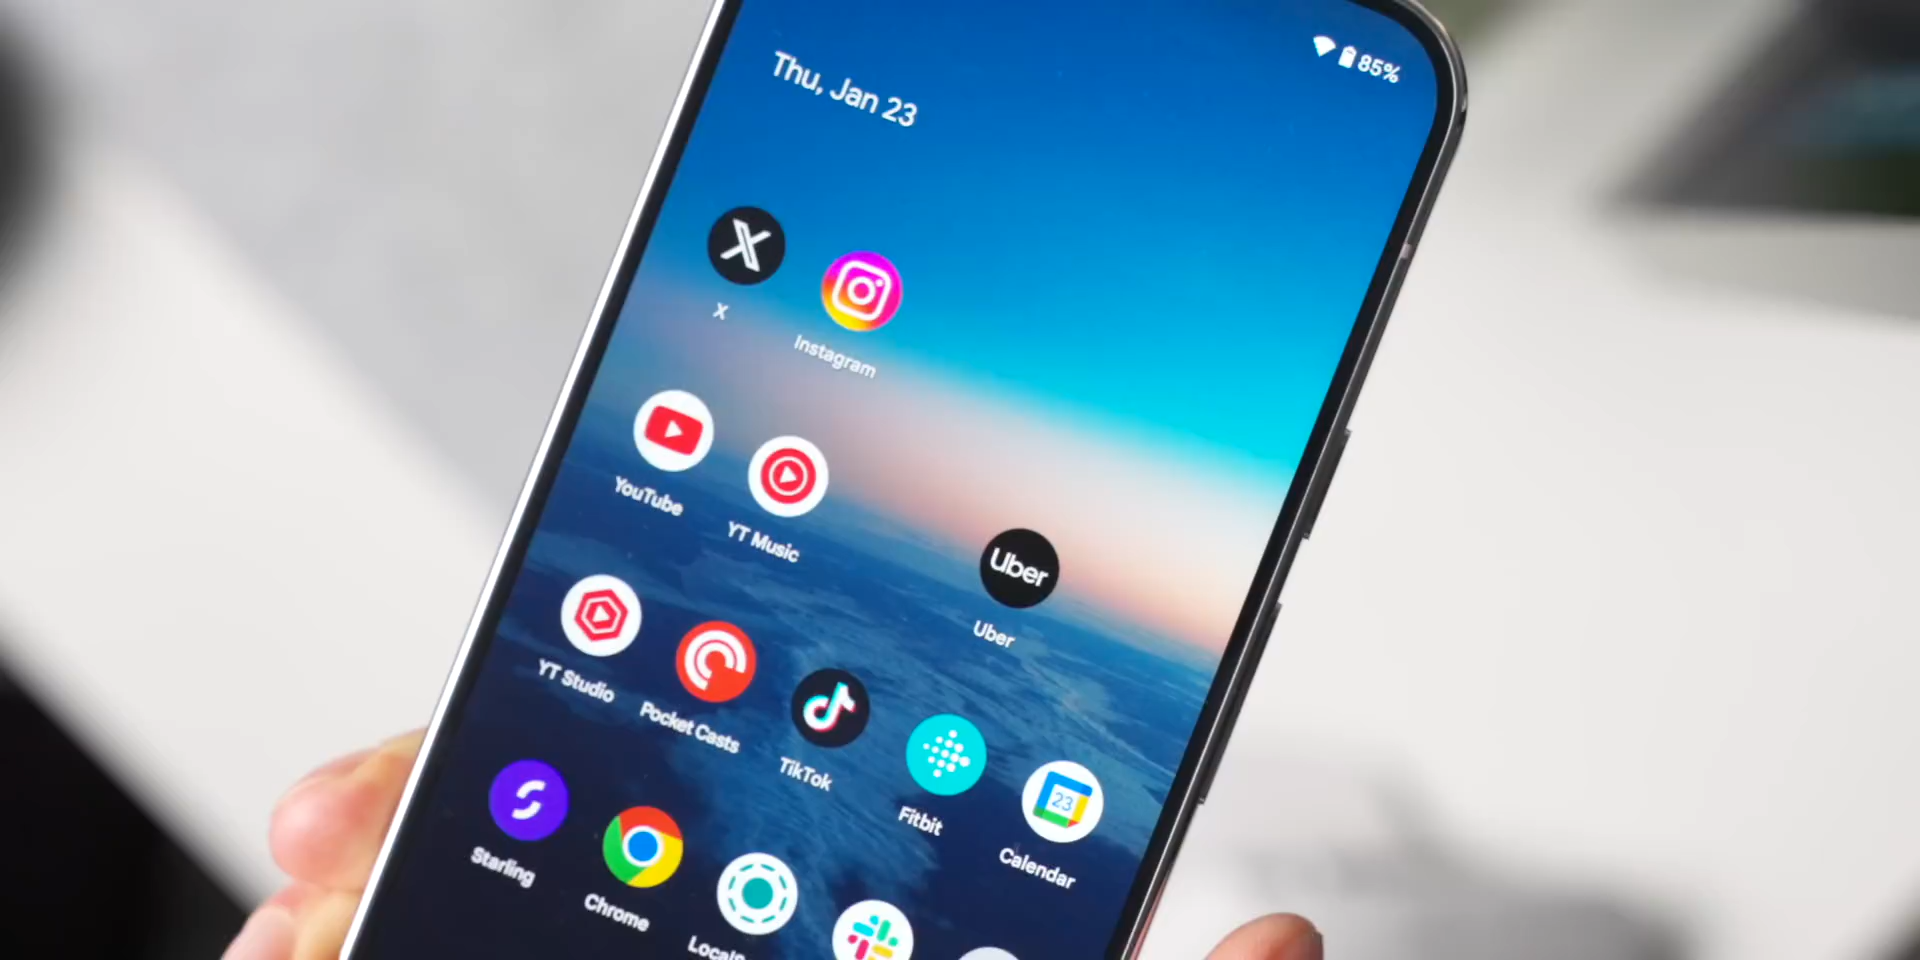 85%
Thu, Jan 23
X
Instagram
YouTube
YT Music
Uber
Uber
YT Studio
Pocket Casts
TikTok
Fitbit
23
Calendar
Starling
Chrome